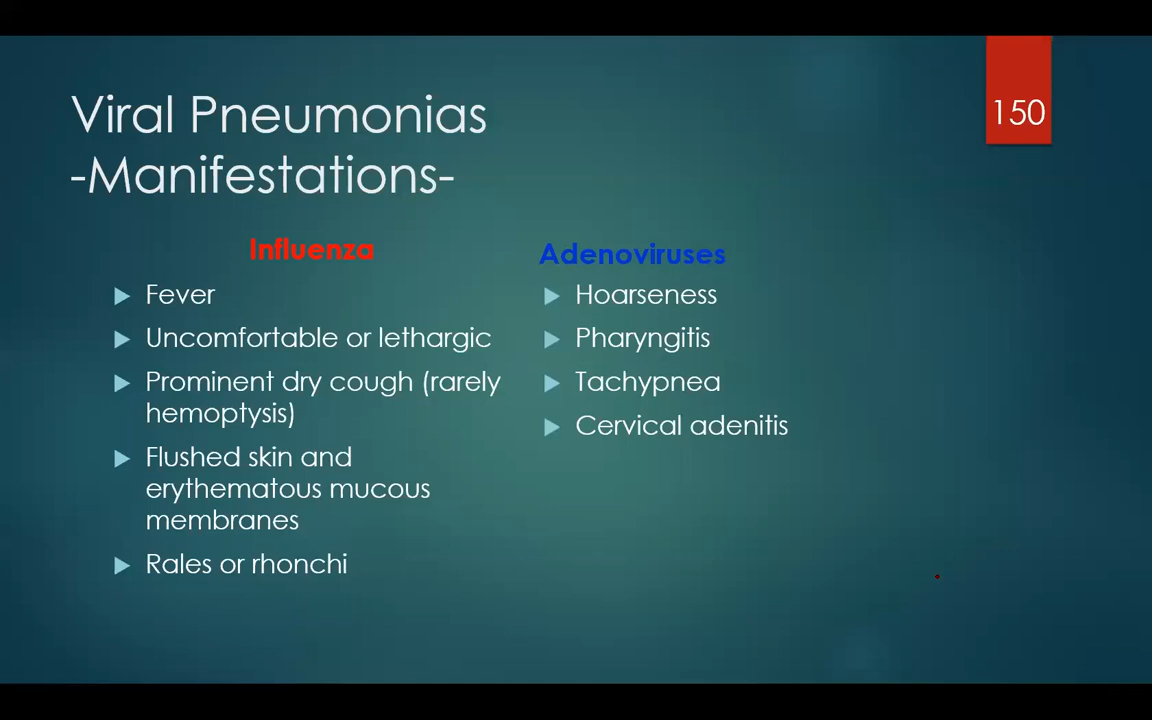 Viral Pneumonias
-Manifestations-
150
Influenza
Fever
Uncomfortable or lethargic
Prominent dry cough (rarely
hemoptysis)
Flushed skin and
erythematous mucous
membranes
Rales or rhonchi
Adenoviruses
Hoarseness
Pharyngitis
Tachypnea
Cervical adenitis